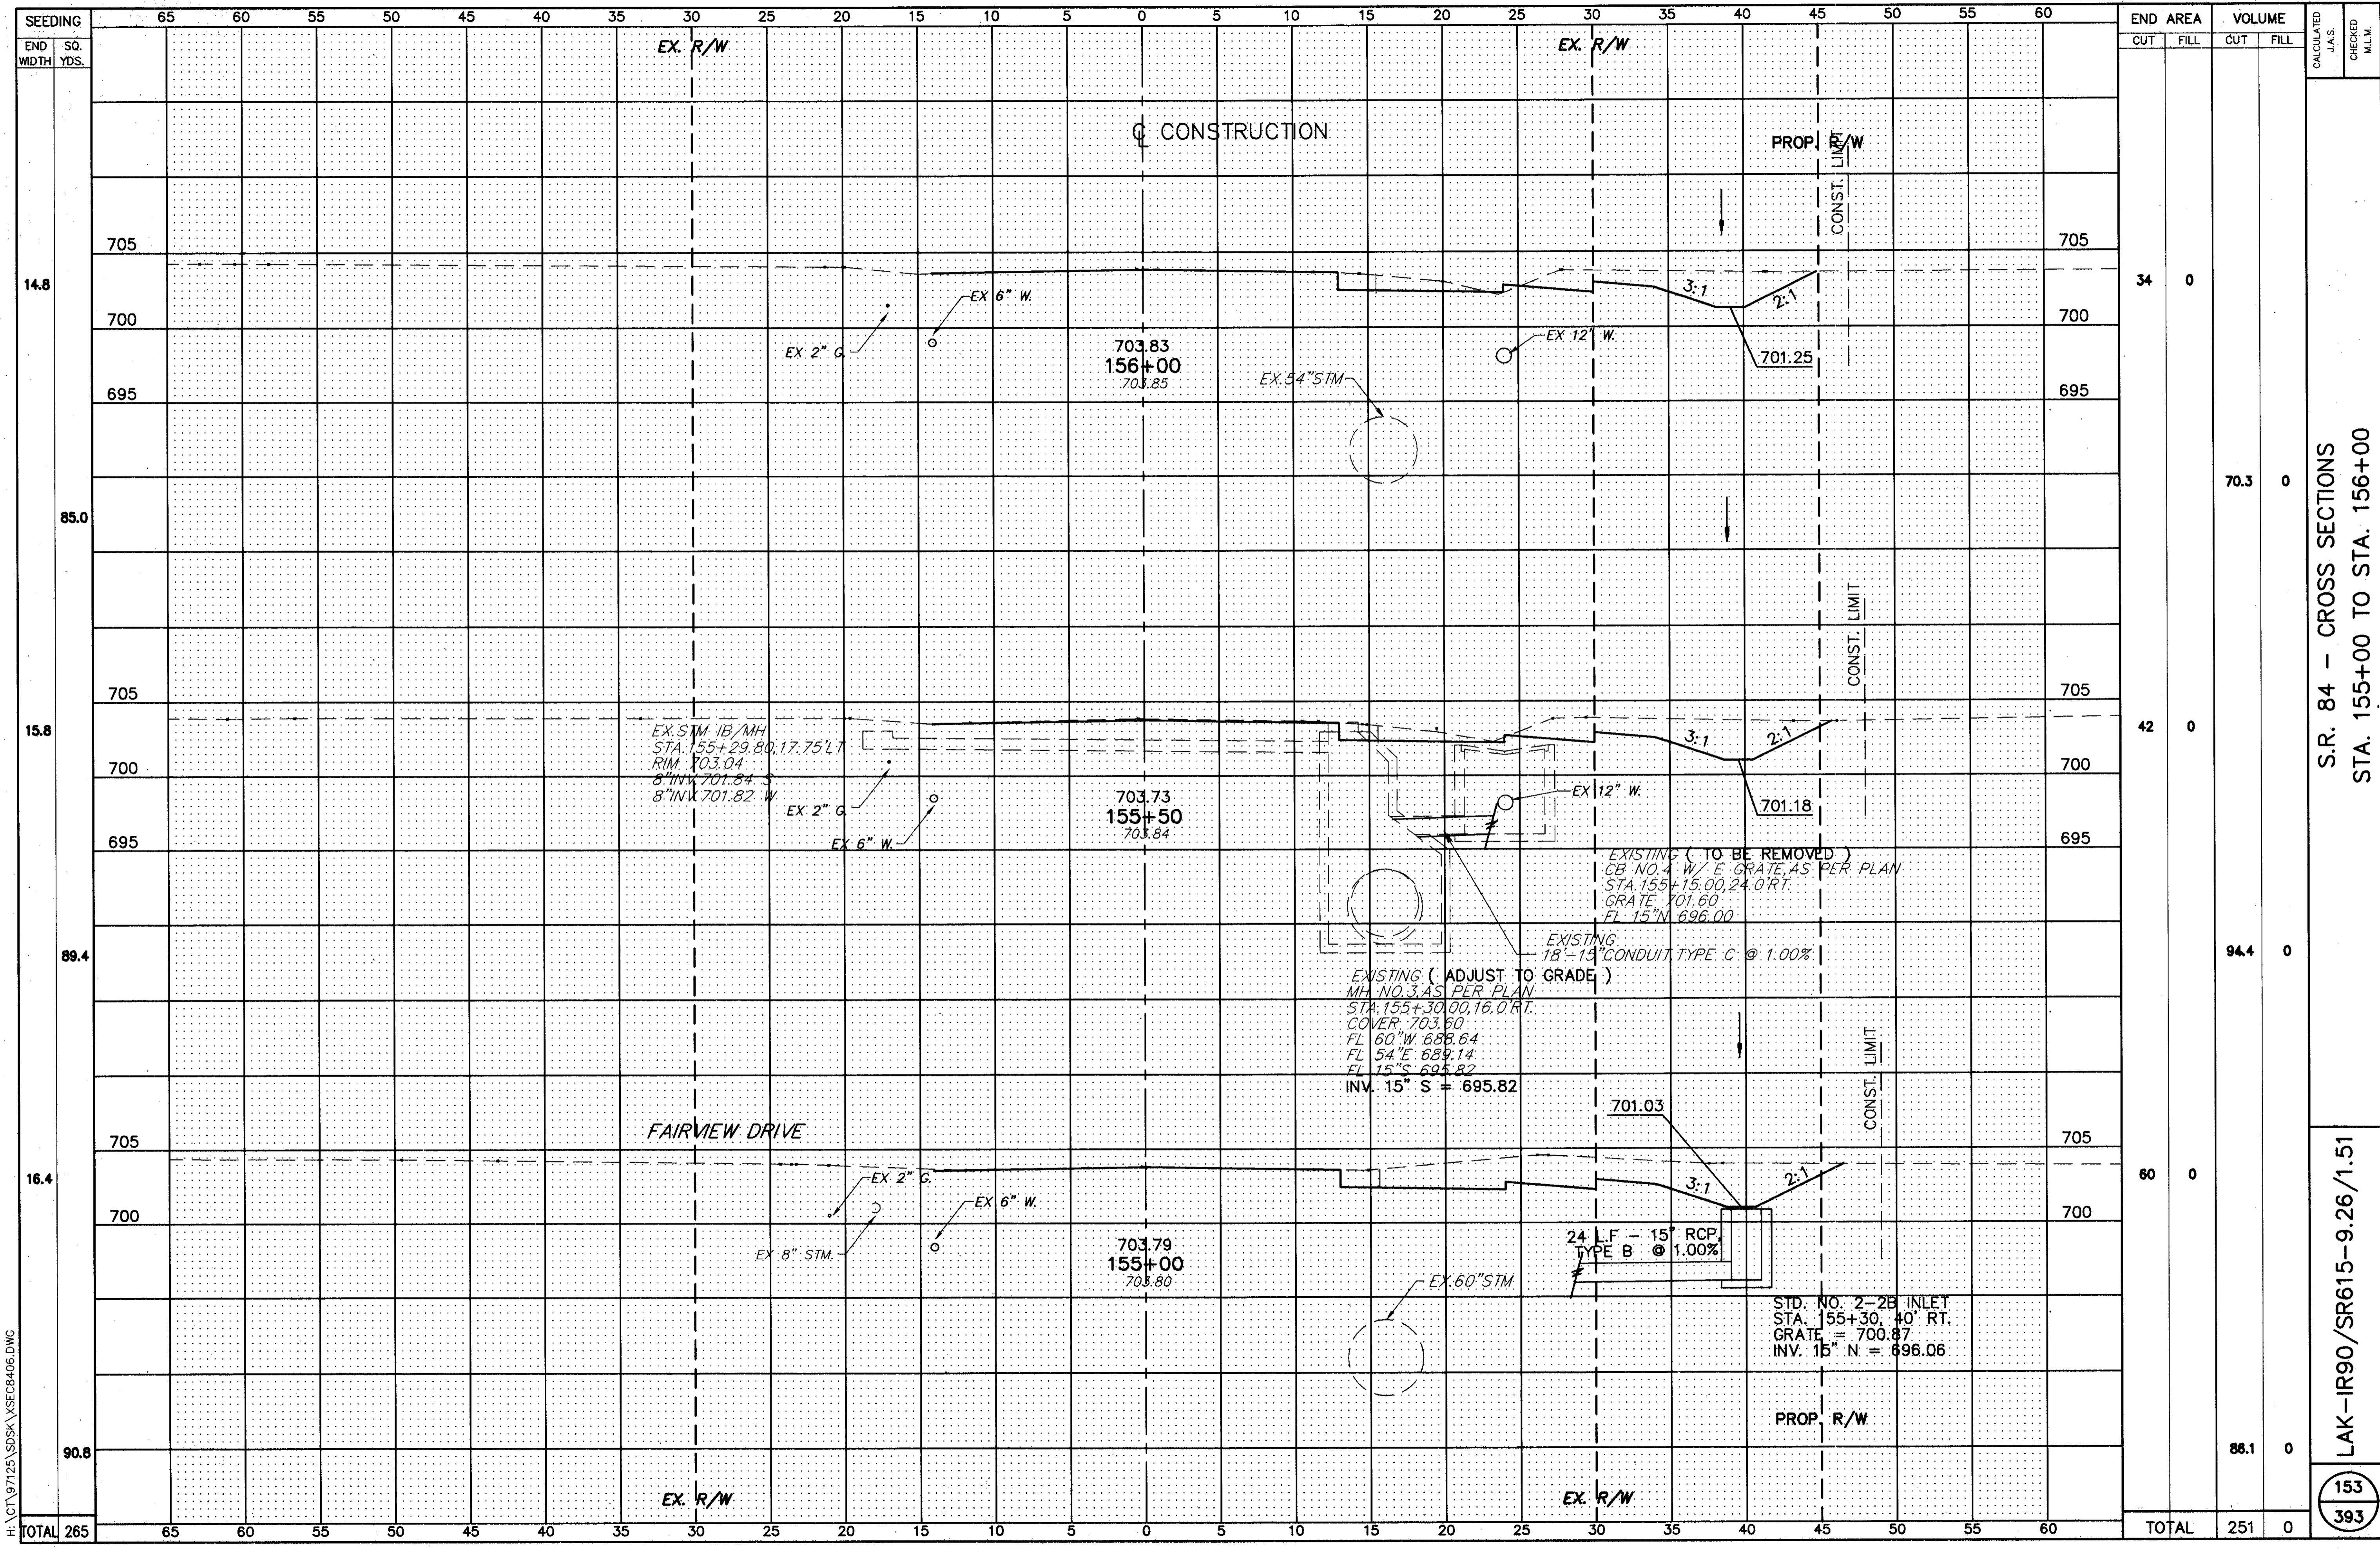 SEEDING
END WIDTH
SQ. YDS.
65 60 55 50 45 40 35 30 25 20 15 10 5 0 5 10 15 20 25 30 35 40 45 50 55 60
END AREA
VOLUME
CUT FILL CUT FILL
CALCULATED
J.A.S.
CHECKED
M.L.M.
EX. R/W
EX. R/W
℄ CONSTRUCTION
PROP. R/W
CONST. LIMIT
705
705
14.8
34 0
3:1
2:1
EX 6" W.
EX 2" G.
700
700
EX 12" W.
701.25
703.83
156+00
703.85
EX.54"STM
695
695
70.3 0
85.0
CONST. LIMIT
705
705
15.8
42 0
EX.STM IB/MH
STA.155+29.80,17.75'LT
RIM 703.04
8"INV 701.84 S
8"INV 701.82 W
3:1
2:1
700
700
EX 2" G.
EX 6" W.
703.73
155+50
703.84
EX 12" W.
701.18
695
695
EXISTING ( TO BE REMOVED )
CB NO.4 W/ E GRATE,AS PER PLAN
STA.155+15.00,24.0'RT.
GRATE 701.60
FL 15"N 696.00
EXISTING
18'-15"CONDUIT,TYPE C @ 1.00%
89.4
94.4 0
EXISTING ( ADJUST TO GRADE )
MH NO.3,AS PER PLAN
STA.155+30.00,16.0'RT.
COVER 703.60
FL 60"W 688.64
FL 54"E 689.14
FL 15"S 695.82
INV. 15" S = 695.82
701.03
CONST. LIMIT
FAIRVIEW DRIVE
705
705
16.4
60 0
EX 2" G.
EX 6" W.
3:1
2:1
700
700
EX 8" STM.
703.79
155+00
703.80
EX.60"STM
24 L.F - 15" RCP,
TYPE B @ 1.00%
STD. NO. 2-2B INLET
STA. 155+30, 40' RT.
GRATE = 700.87
INV. 15" N = 696.06
PROP. R/W
90.8
86.1 0
EX. R/W
EX. R/W
TOTAL 265
65 60 55 50 45 40 35 30 25 20 15 10 5 0 5 10 15 20 25 30 35 40 45 50 55 60
TOTAL 251 0
H:\CT\97125\SDSK\XSEC8406.DWG
S.R. 84 - CROSS SECTIONS
STA. 155+00 TO STA. 156+00
LAK-IR90/SR615-9.26/1.51
153
393